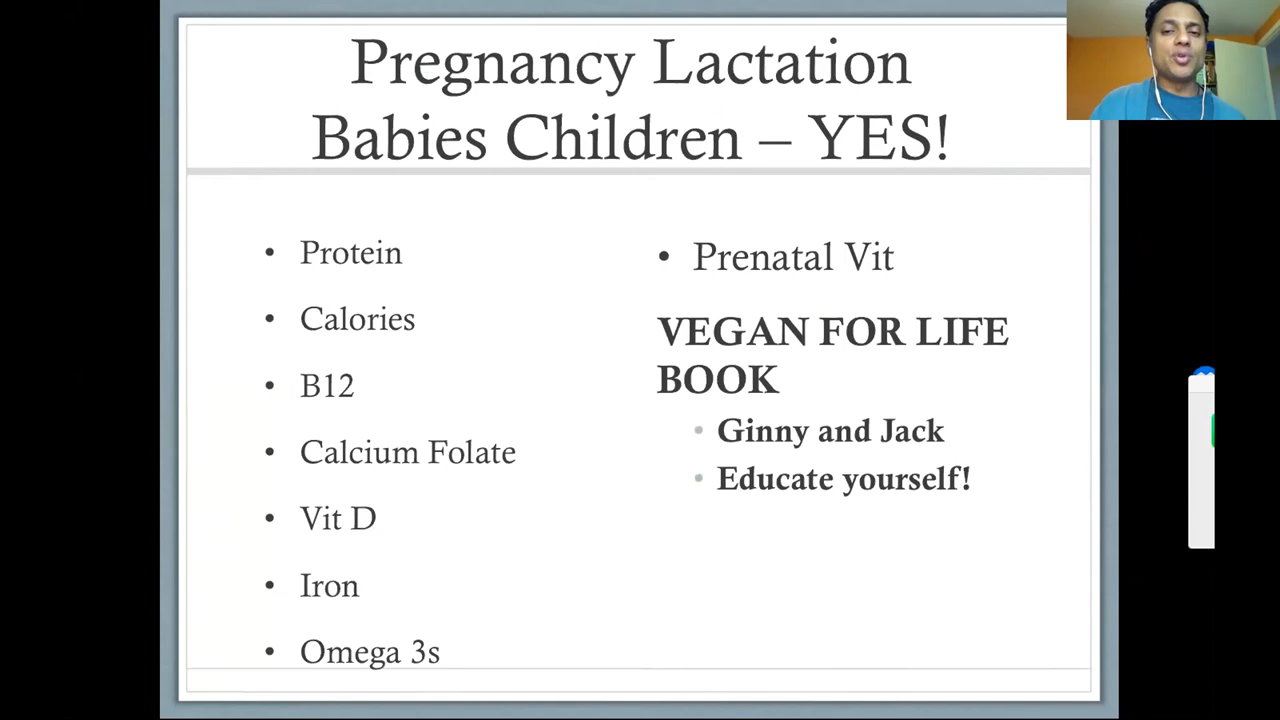 Pregnancy Lactation
Babies Children – YES!
• Protein
• Calories
• B12
• Calcium Folate
• Vit D
• Iron
• Omega 3s
• Prenatal Vit
VEGAN FOR LIFE
BOOK
• Ginny and Jack
• Educate yourself!